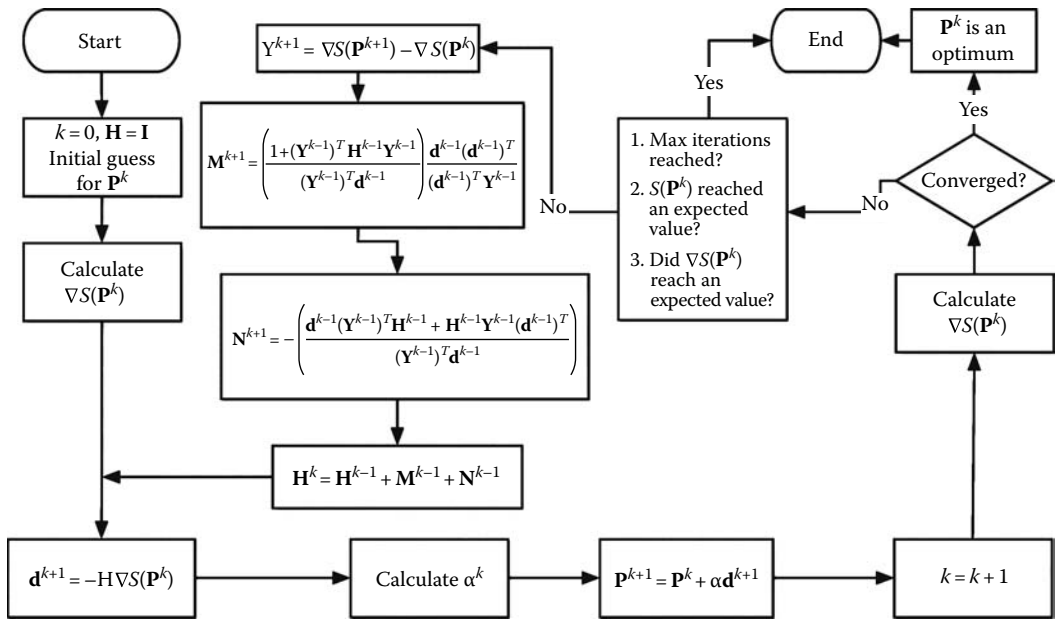 Start
k = 0, H = I
Initial guess
for P^k
Calculate
∇S(P^k)
Y^{k+1} = ∇S(P^{k+1}) – ∇S(P^k)
M^{k+1} = ( (1+(Y^{k–1})^T H^{k–1} Y^{k–1}) / ((Y^{k–1})^T d^{k–1}) ) (d^{k–1}(d^{k–1})^T) / ((d^{k–1})^T Y^{k–1})
N^{k+1} = – ( (d^{k–1}(Y^{k–1})^T H^{k–1} + H^{k–1} Y^{k–1}(d^{k–1})^T) / ((Y^{k–1})^T d^{k–1}) )
H^k = H^{k–1} + M^{k–1} + N^{k–1}
d^{k+1} = –H∇S(P^k)
Calculate α^k
P^{k+1} = P^k + αd^{k+1}
k = k + 1
Calculate
∇S(P^k)
Converged?
Yes
P^k is an
optimum
No
1. Max iterations
reached?
2. S(P^k) reached
an expected
value?
3. Did ∇S(P^k)
reach an
expected value?
Yes
End
No